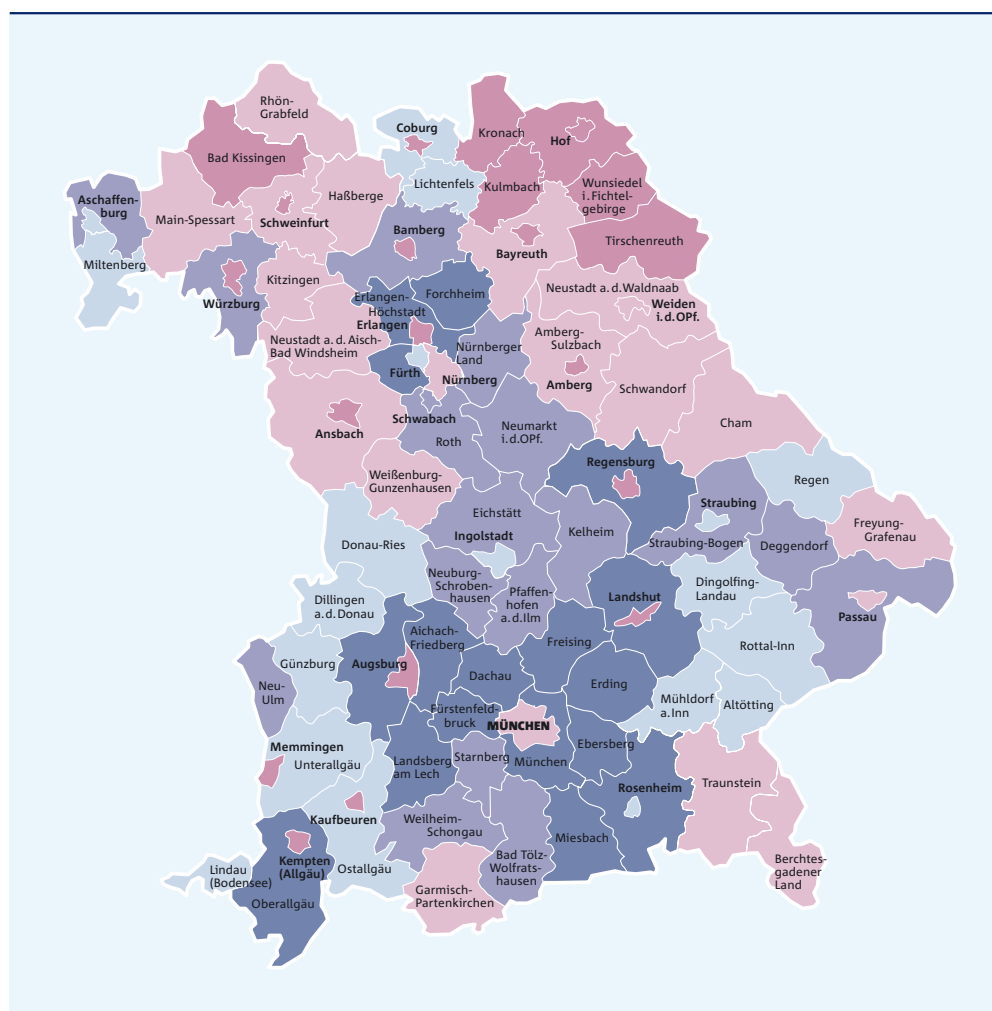 Rhön-
Grabfeld
Coburg
Kronach
Hof
Bad Kissingen
Lichtenfels
Kulmbach
Wunsiedel
i. Fichtel-
gebirge
Aschaffen-
burg
Main-Spessart
Schweinfurt
Haßberge
Bamberg
Bayreuth
Tirschenreuth
Miltenberg
Würzburg
Kitzingen
Erlangen-
Höchstadt
Erlangen
Forchheim
Neustadt a.d.Waldnaab
Weiden
i.d.OPf.
Neustadt a.d. Aisch-
Bad Windsheim
Fürth
Nürnberger
Land
Nürnberg
Amberg-
Sulzbach
Amberg
Schwandorf
Ansbach
Schwabach
Roth
Neumarkt
i.d.OPf.
Cham
Weißenburg-
Gunzenhausen
Regensburg
Regen
Eichstätt
Ingolstadt
Kelheim
Straubing
Straubing-Bogen
Deggendorf
Freyung-
Grafenau
Donau-Ries
Neuburg-
Schroben-
hausen
Pfaffen-
hofen
a.d.Ilm
Landshut
Dingolfing-
Landau
Passau
Dillingen
a.d.Donau
Aichach-
Friedberg
Freising
Rottal-Inn
Günzburg
Augsburg
Dachau
Erding
Neu-
Ulm
Fürstenfeld-
bruck
MÜNCHEN
Mühldorf
a.Inn
Altötting
Memmingen
Unterallgäu
Landsberg
am Lech
Starnberg
München
Ebersberg
Rosenheim
Traunstein
Kaufbeuren
Weilheim-
Schongau
Miesbach
Lindau
(Bodensee)
Kempten
(Allgäu)
Ostallgäu
Oberallgäu
Garmisch-
Partenkirchen
Bad Tölz-
Wolfrats-
hausen
Berchtes-
gadener
Land